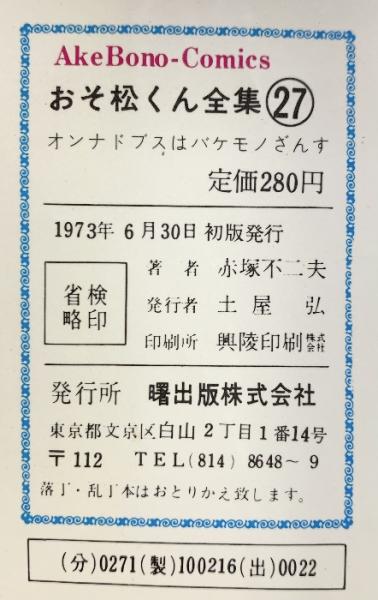 AkeBono-Comics
おそ松くん全集㉗
オンナドブスはバケモノざんす
定価280円
1973年 6月30日 初版発行
検印
省略
著者 赤塚不二夫
発行者 土屋弘
印刷所 興陵印刷株式会社
発行所 曙出版株式会社
東京都文京区白山2丁目1番14号
〒112 TEL(814) 8648〜9
落丁・乱丁本はおとりかえ致します。
(分)0271(製)100216(出)0022